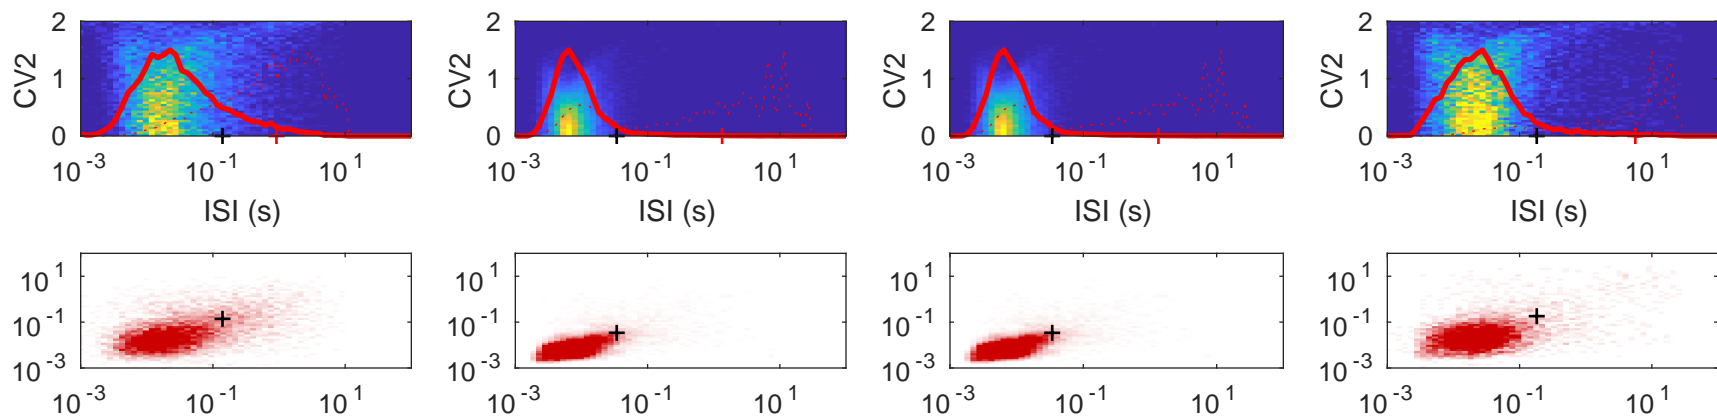 2 2 2 2
CV2 CV2 CV2 CV2
1 1 1 1
0 0 0 0
10^-3 10^-1 10^1 10^-3 10^-1 10^1 10^-3 10^-1 10^1 10^-3 10^-1 10^1
ISI (s) ISI (s) ISI (s) ISI (s)
10^1 10^1 10^1 10^1
10^-1 10^-1 10^-1 10^-1
10^-3 10^-3 10^-3 10^-3
10^-3 10^-1 10^1 10^-3 10^-1 10^1 10^-3 10^-1 10^1 10^-3 10^-1 10^1